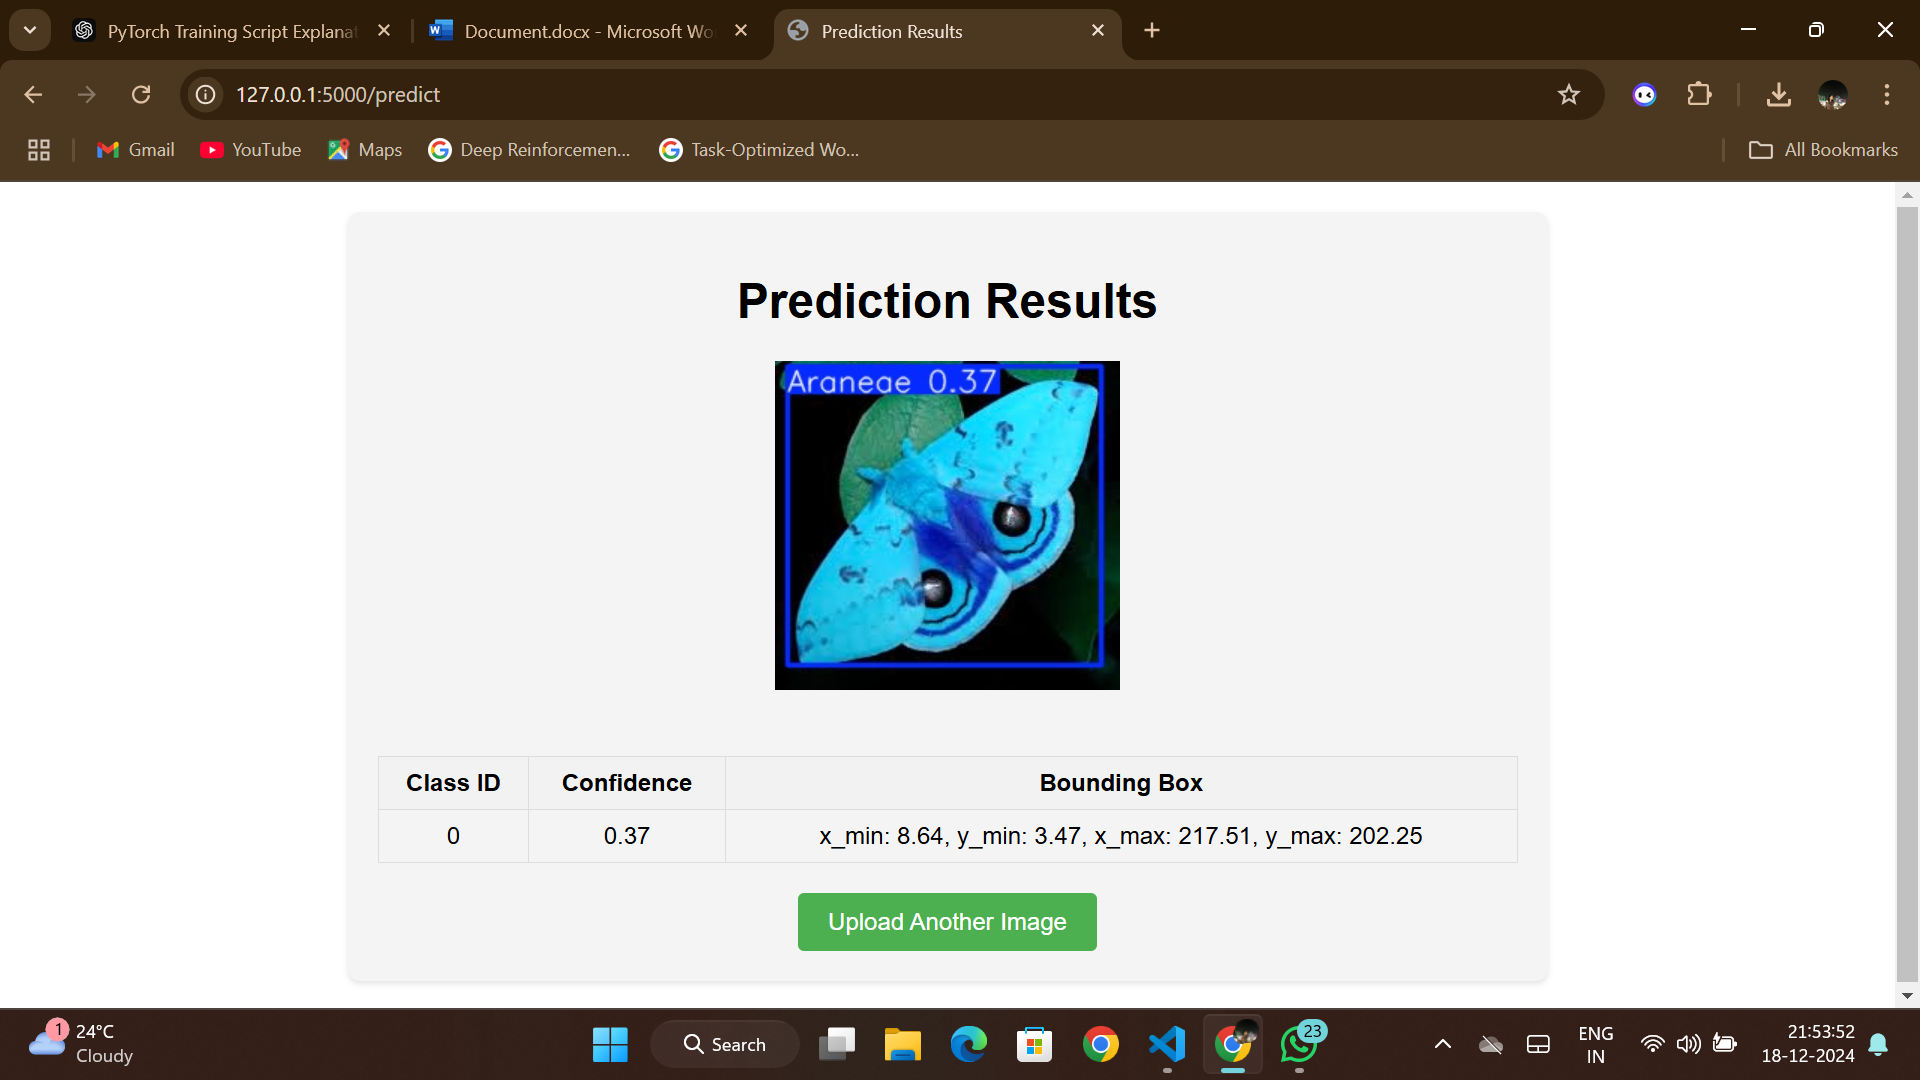 PyTorch Training Script Explanat
Document.docx - Microsoft Wo
Prediction Results
127.0.0.1:5000/predict
Gmail
YouTube
Maps
Deep Reinforcemen...
Task-Optimized Wo...
All Bookmarks
Prediction Results
Araneae 0.37
Class ID Confidence Bounding Box
0 0.37 x_min: 8.64, y_min: 3.47, x_max: 217.51, y_max: 202.25
Upload Another Image
1
24°C
Cloudy
Search
23
ENG
IN
21:53:52
18-12-2024